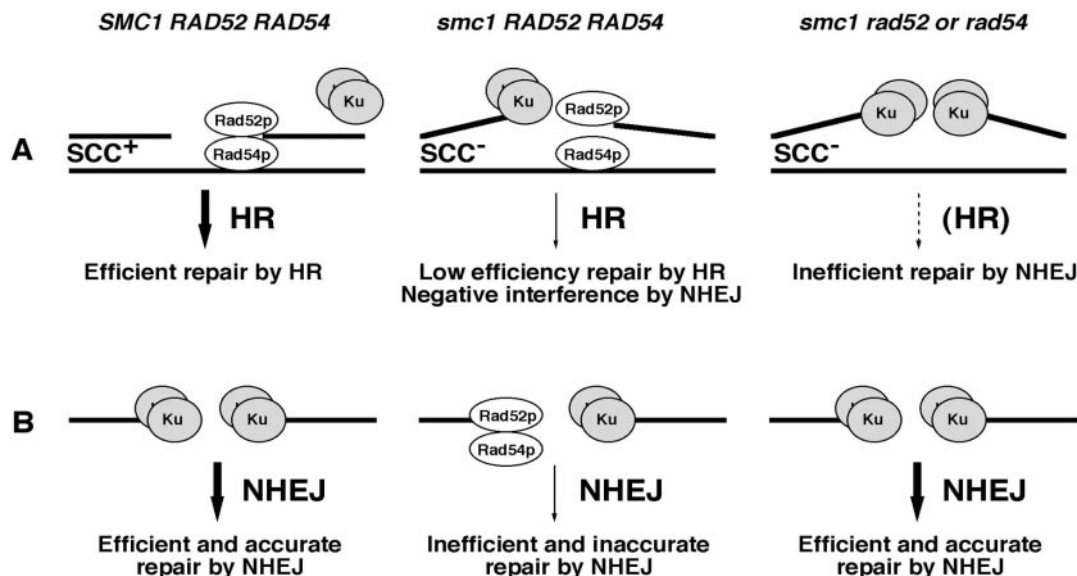 SMC1 RAD52 RAD54
smc1 RAD52 RAD54
smc1 rad52 or rad54
A
Ku
Rad52p
SCC+
Rad54p
HR
Efficient repair by HR
Ku
Rad52p
SCC-
Rad54p
HR
Low efficiency repair by HR
Negative interference by NHEJ
Ku
Ku
SCC-
(HR)
Inefficient repair by NHEJ
B
Ku
Ku
NHEJ
Efficient and accurate
repair by NHEJ
Rad52p
Ku
Rad54p
NHEJ
Inefficient and inaccurate
repair by NHEJ
Ku
Ku
NHEJ
Efficient and accurate
repair by NHEJ